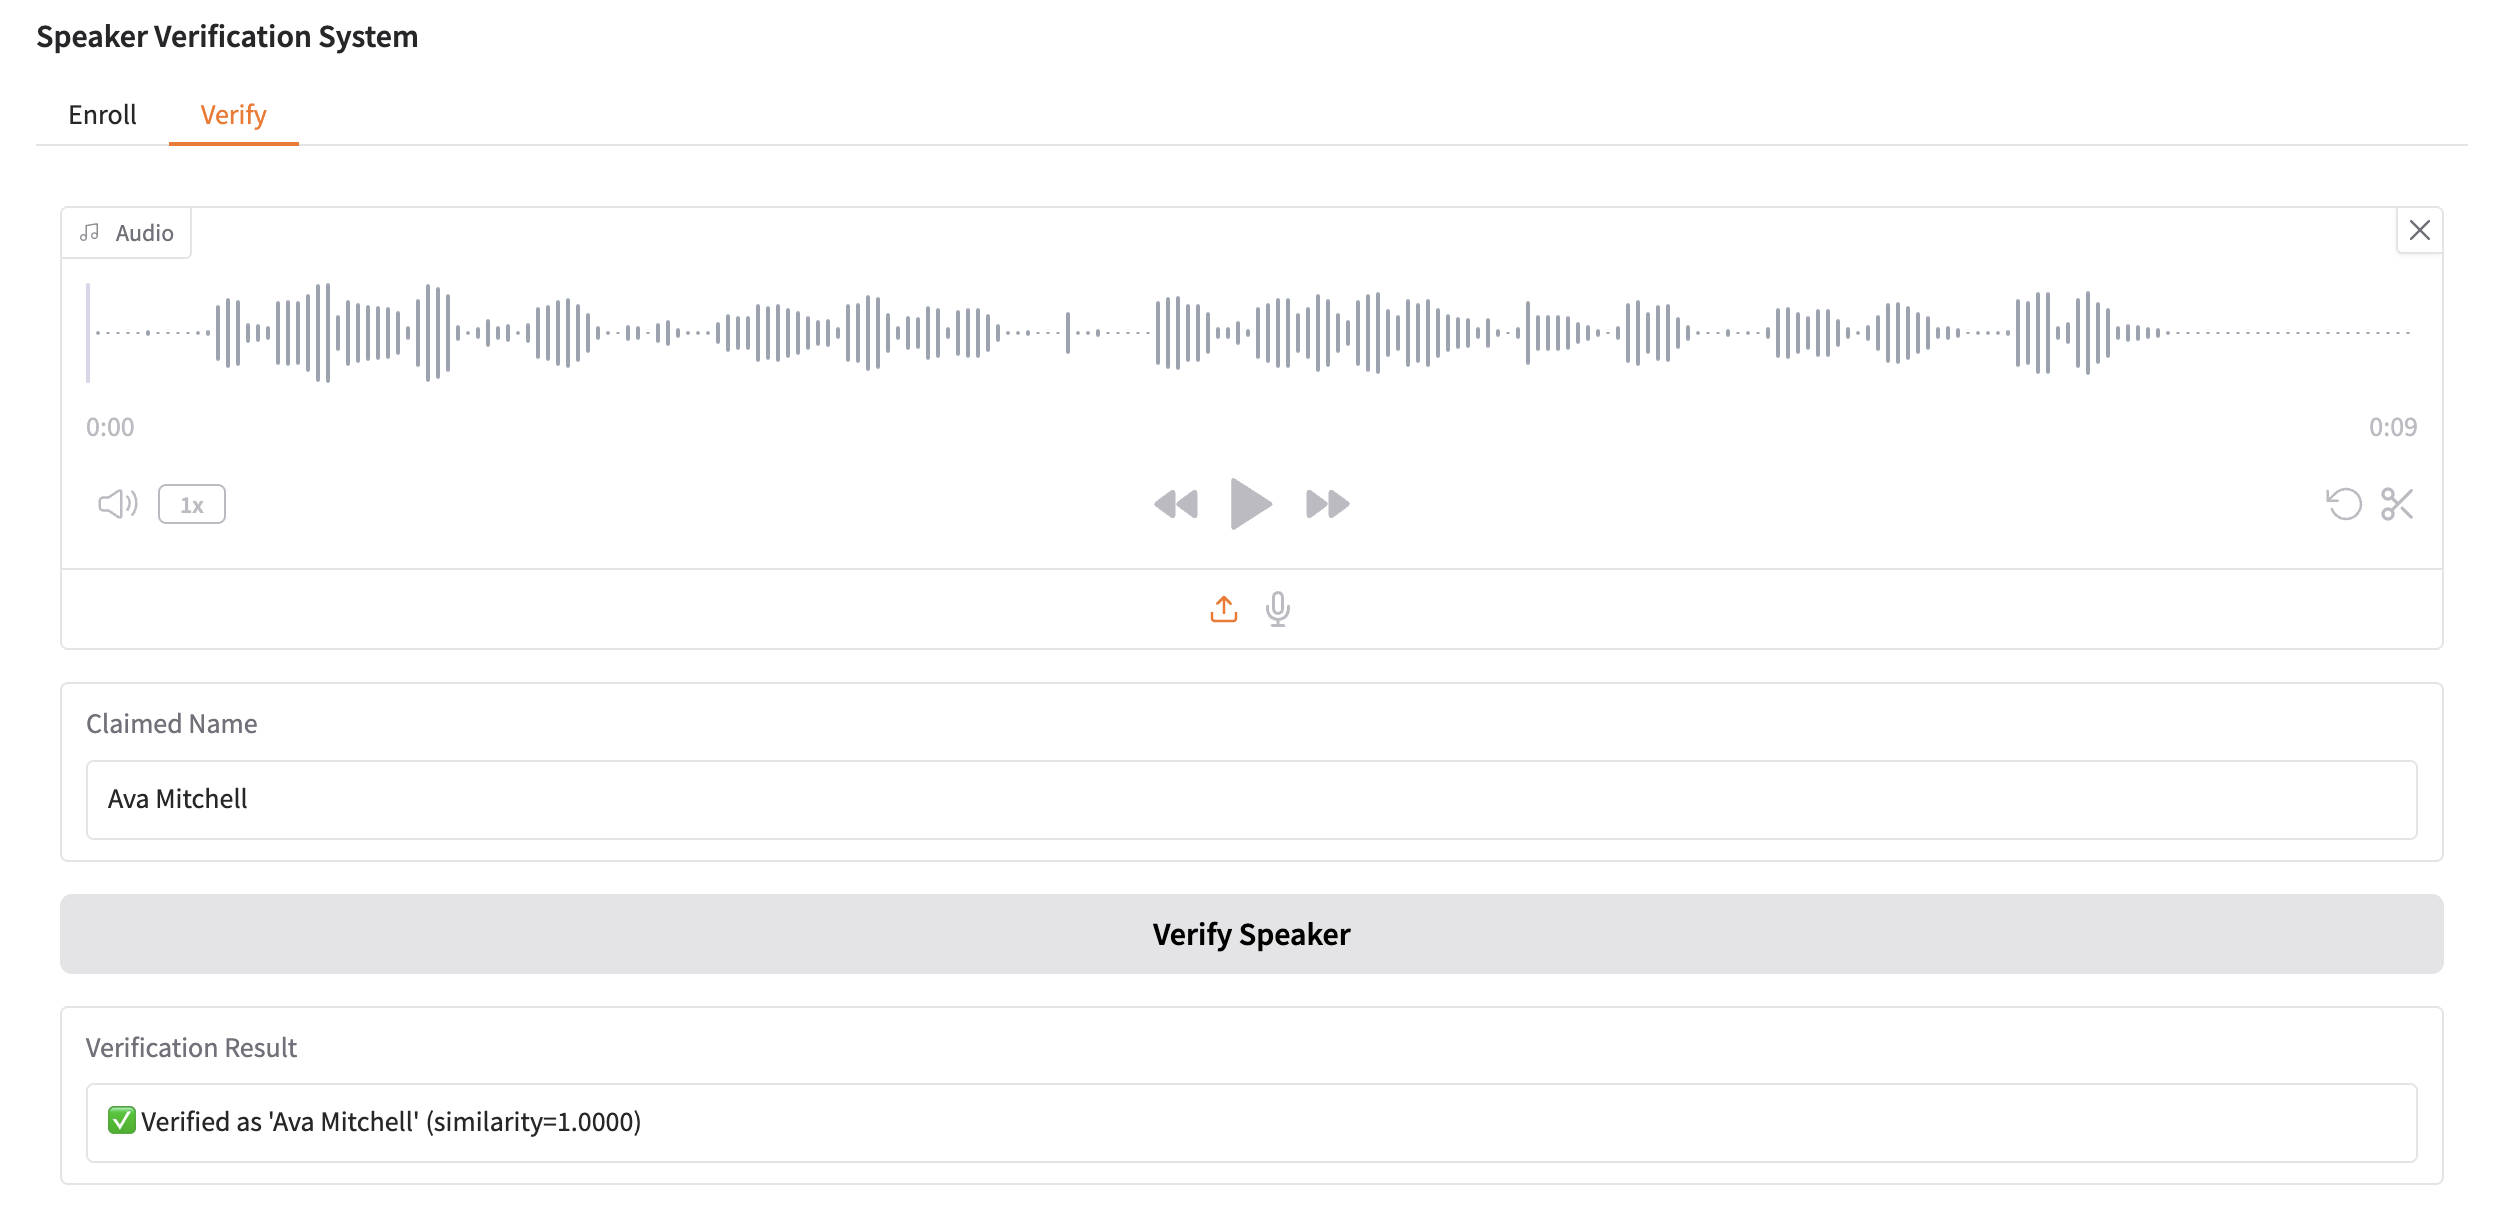 Speaker Verification System
Enroll Verify
Audio
0:00 0:09
1x
Claimed Name
Ava Mitchell
Verify Speaker
Verification Result
✅ Verified as 'Ava Mitchell' (similarity=1.0000)